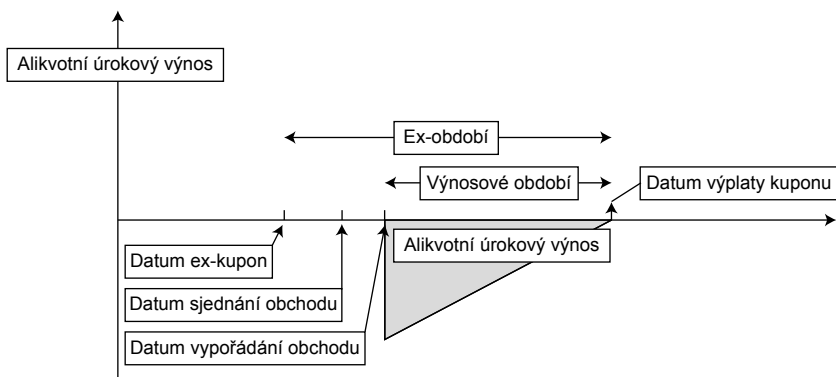 Alikvotní úrokový výnos
Ex-období
Výnosové období
Datum výplaty kuponu
Alikvotní úrokový výnos
Datum ex-kupon
Datum sjednání obchodu
Datum vypořádání obchodu